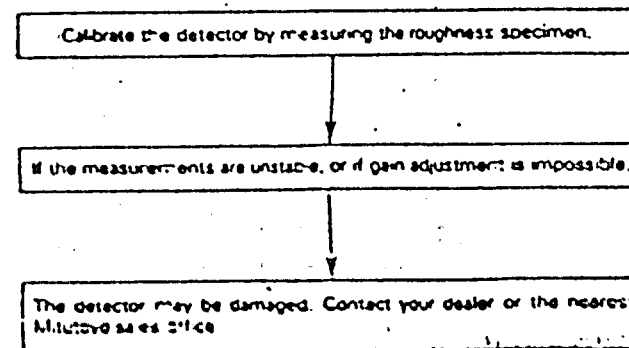 Calibrate the detector by measuring the roughness specimen.
If the measurements are unstable, or if gain adjustment is impossible.
The detector may be damaged. Contact your dealer or the neares
Mitutoyo sales office